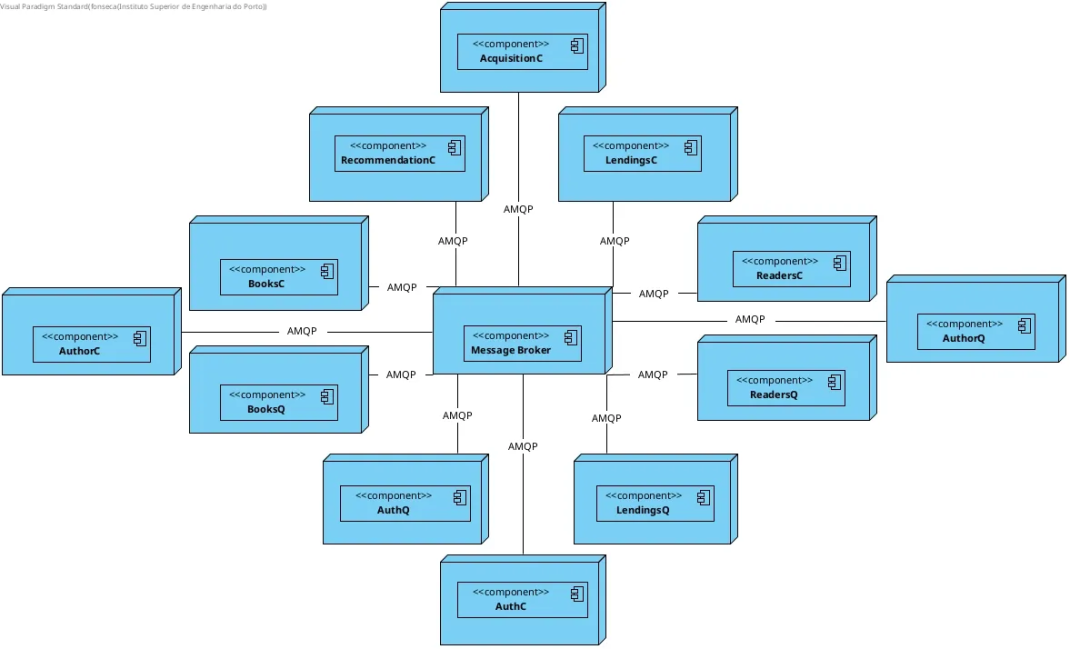 Visual Paradigm Standard(fonseca(Instituto Superior de Engenharia do Porto))
<<component>>
AcquisitionC
<<component>>
RecommendationC
<<component>>
LendingsC
AMQP
AMQP
AMQP
<<component>>
BooksC
<<component>>
ReadersC
AMQP
AMQP
<<component>>
AuthorC
AMQP
<<component>>
Message Broker
AMQP
<<component>>
AuthorQ
<<component>>
BooksQ
AMQP
AMQP
<<component>>
ReadersQ
AMQP
AMQP
AMQP
<<component>>
AuthQ
<<component>>
LendingsQ
<<component>>
AuthC